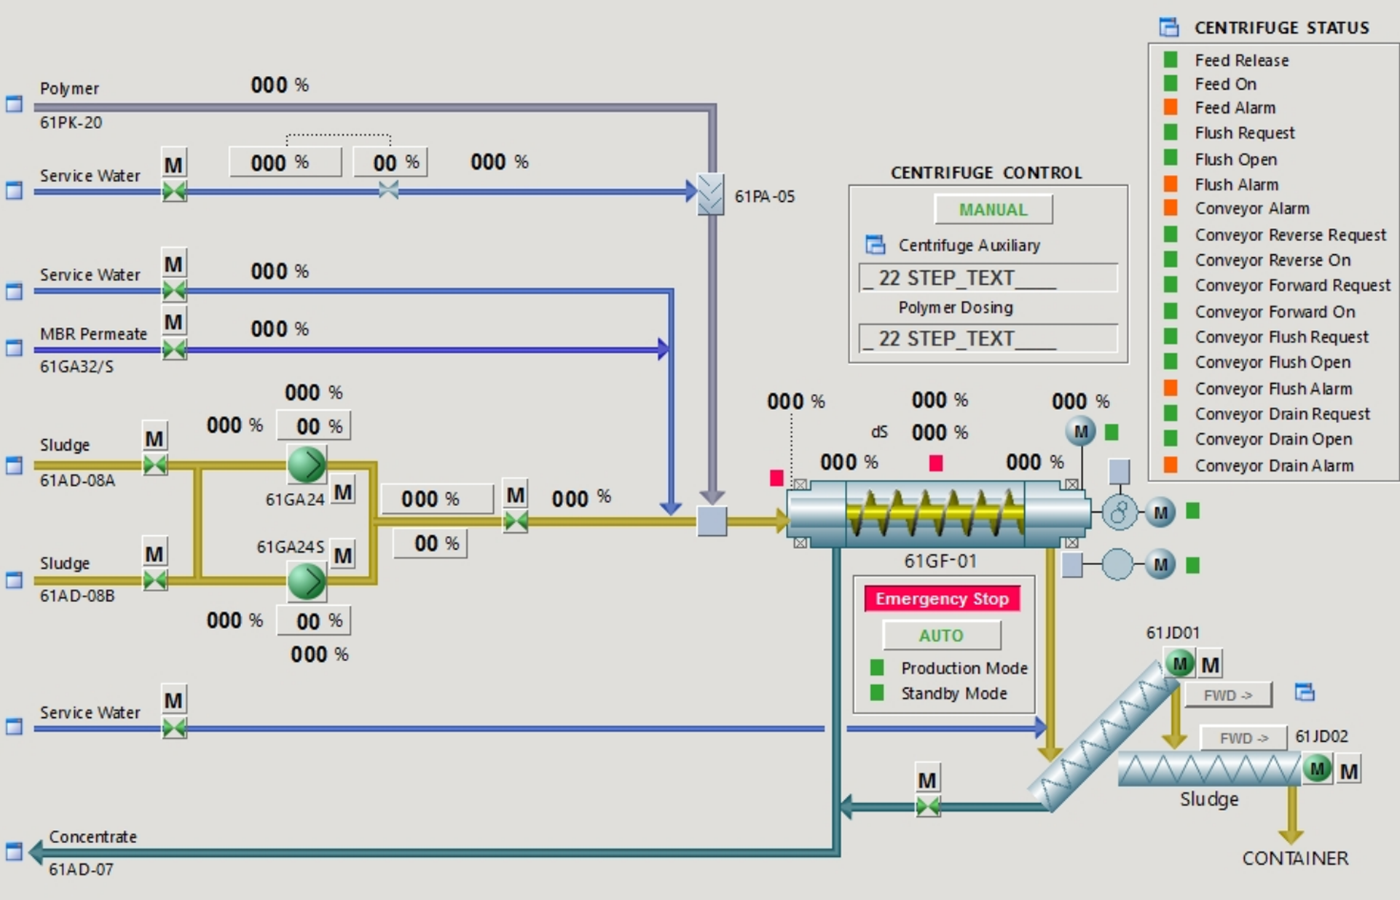 CENTRIFUGE STATUS
Feed Release
Feed On
Feed Alarm
Flush Request
Flush Open
Flush Alarm
Conveyor Alarm
Conveyor Reverse Request
Conveyor Reverse On
Conveyor Forward Request
Conveyor Forward On
Conveyor Flush Request
Conveyor Flush Open
Conveyor Flush Alarm
Conveyor Drain Request
Conveyor Drain Open
Conveyor Drain Alarm
Polymer
000 %
61PK-20
Service Water
M
000 %
00 %
000 %
61PA-05
CENTRIFUGE CONTROL
MANUAL
Centrifuge Auxiliary
_ 22 STEP_TEXT____
Polymer Dosing
_ 22 STEP_TEXT____
Service Water
M
000 %
MBR Permeate
M
000 %
61GA32/S
000 %
000 %
00 %
Sludge
M
61AD-08A
61GA24
M
000 %
M
000 %
00 %
61GA24S
M
Sludge
M
61AD-08B
000 %
00 %
000 %
000 %
000 %
000 %
dS
000 %
M
000 %
000 %
M
M
61GF-01
Emergency Stop
AUTO
Production Mode
Standby Mode
61JD01
M
M
FWD ->
FWD ->
61JD02
M
M
Sludge
CONTAINER
Service Water
M
M
Concentrate
61AD-07